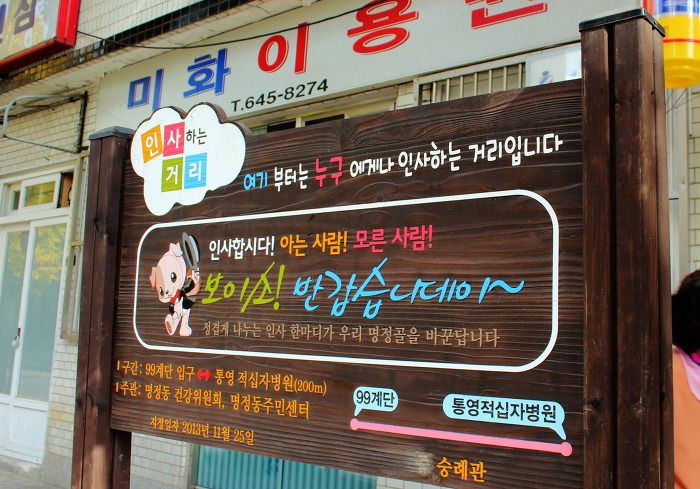 미화이용원
T.645-8274
인사하는
거리
여기 부터는 누구 에게나 인사하는 거리입니다
인사합시다! 아는 사람! 모른 사람!
보이소! 반갑습니데이~
정겹게 나누는 인사 한마디가 우리 명정골을 바꾼답니다
구간: 99계단 입구 ↔ 통영 적십자병원(200m)
주관: 명정동 건강위원회, 명정동주민센터
지정일자 2013년 11월 25일
99계단
통영적십자병원
숭례관